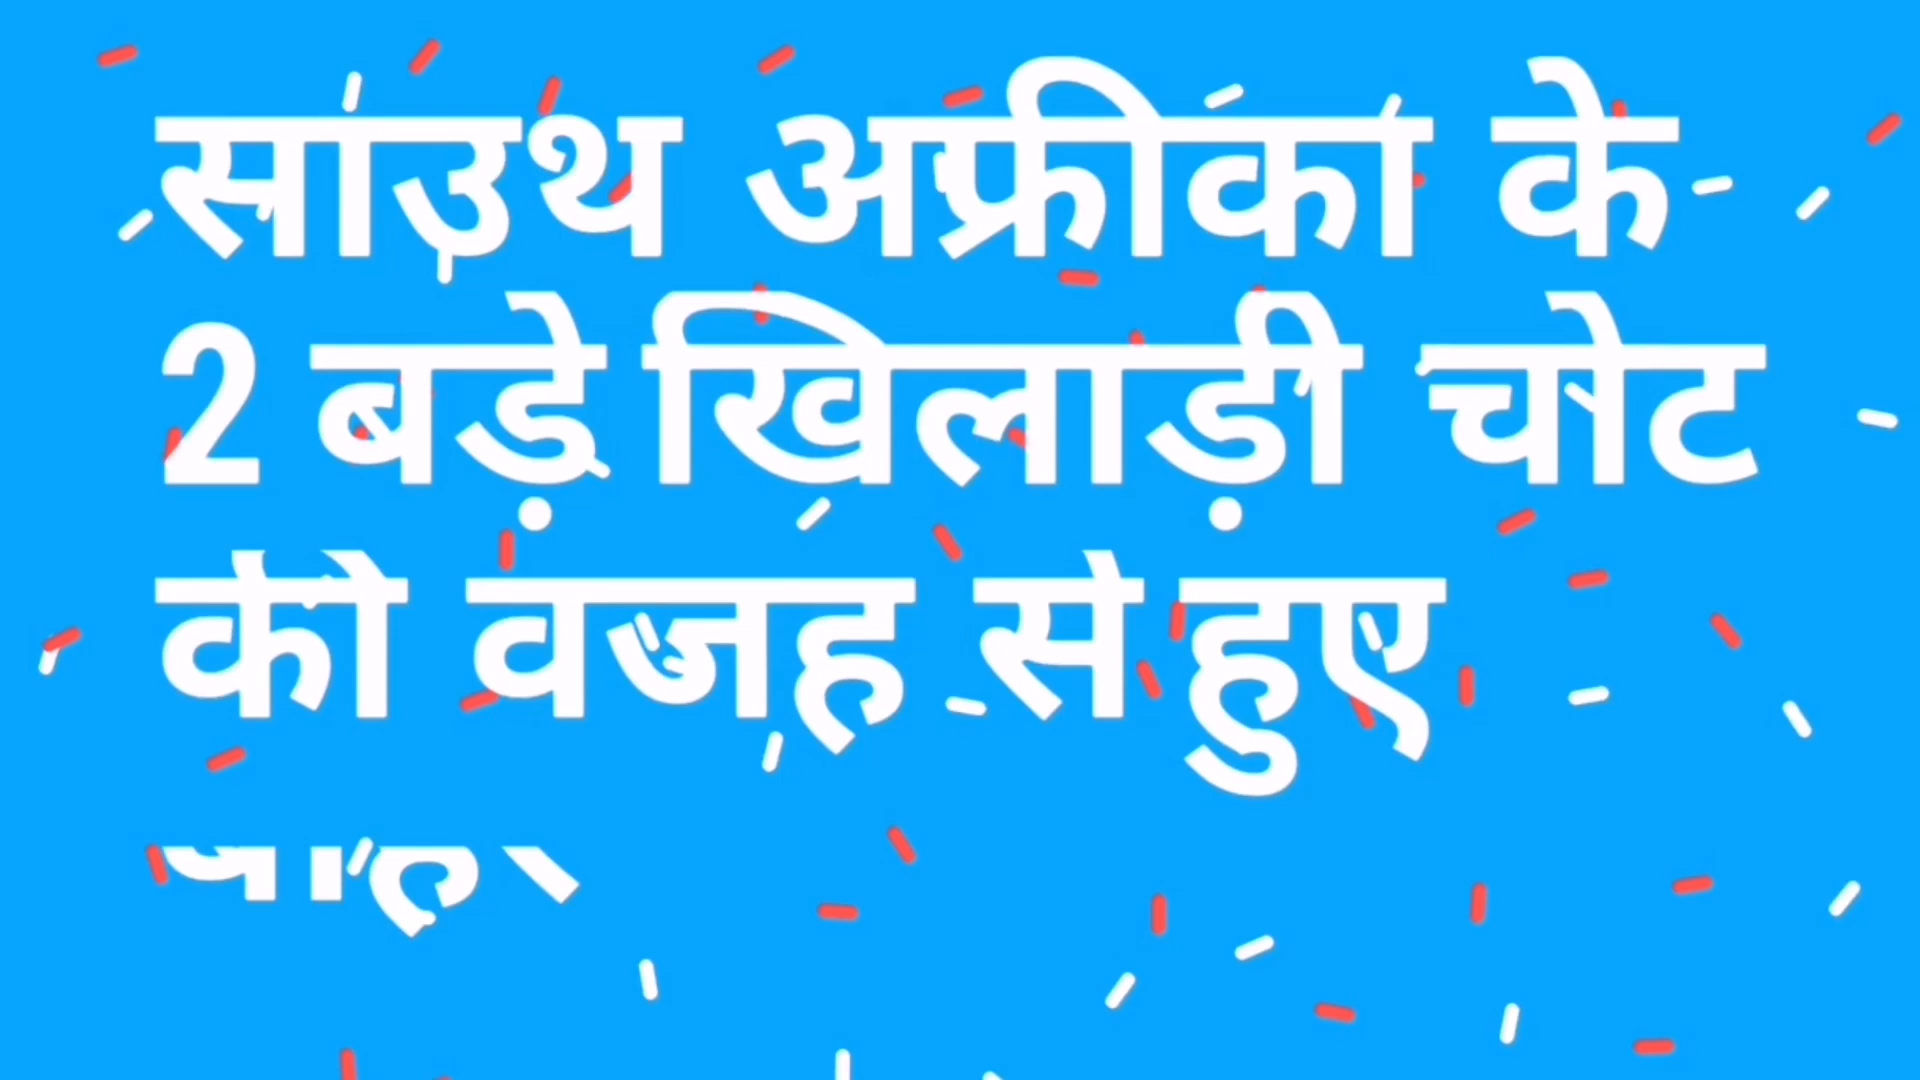 साउथ अफ्रीका के
2 बड़े खिलाड़ी चोट
की वजह से हुए